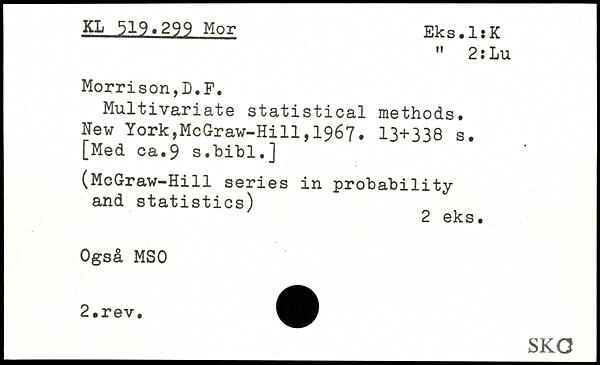 KL 519.299 Mor
Eks.1:K
" 2:Lu
Morrison,D.F.
Multivariate statistical methods.
New York,McGraw-Hill,1967. 13+338 s.
[Med ca.9 s.bibl.]
(McGraw-Hill series in probability
and statistics)
2 eks.
Også MSO
2.rev.